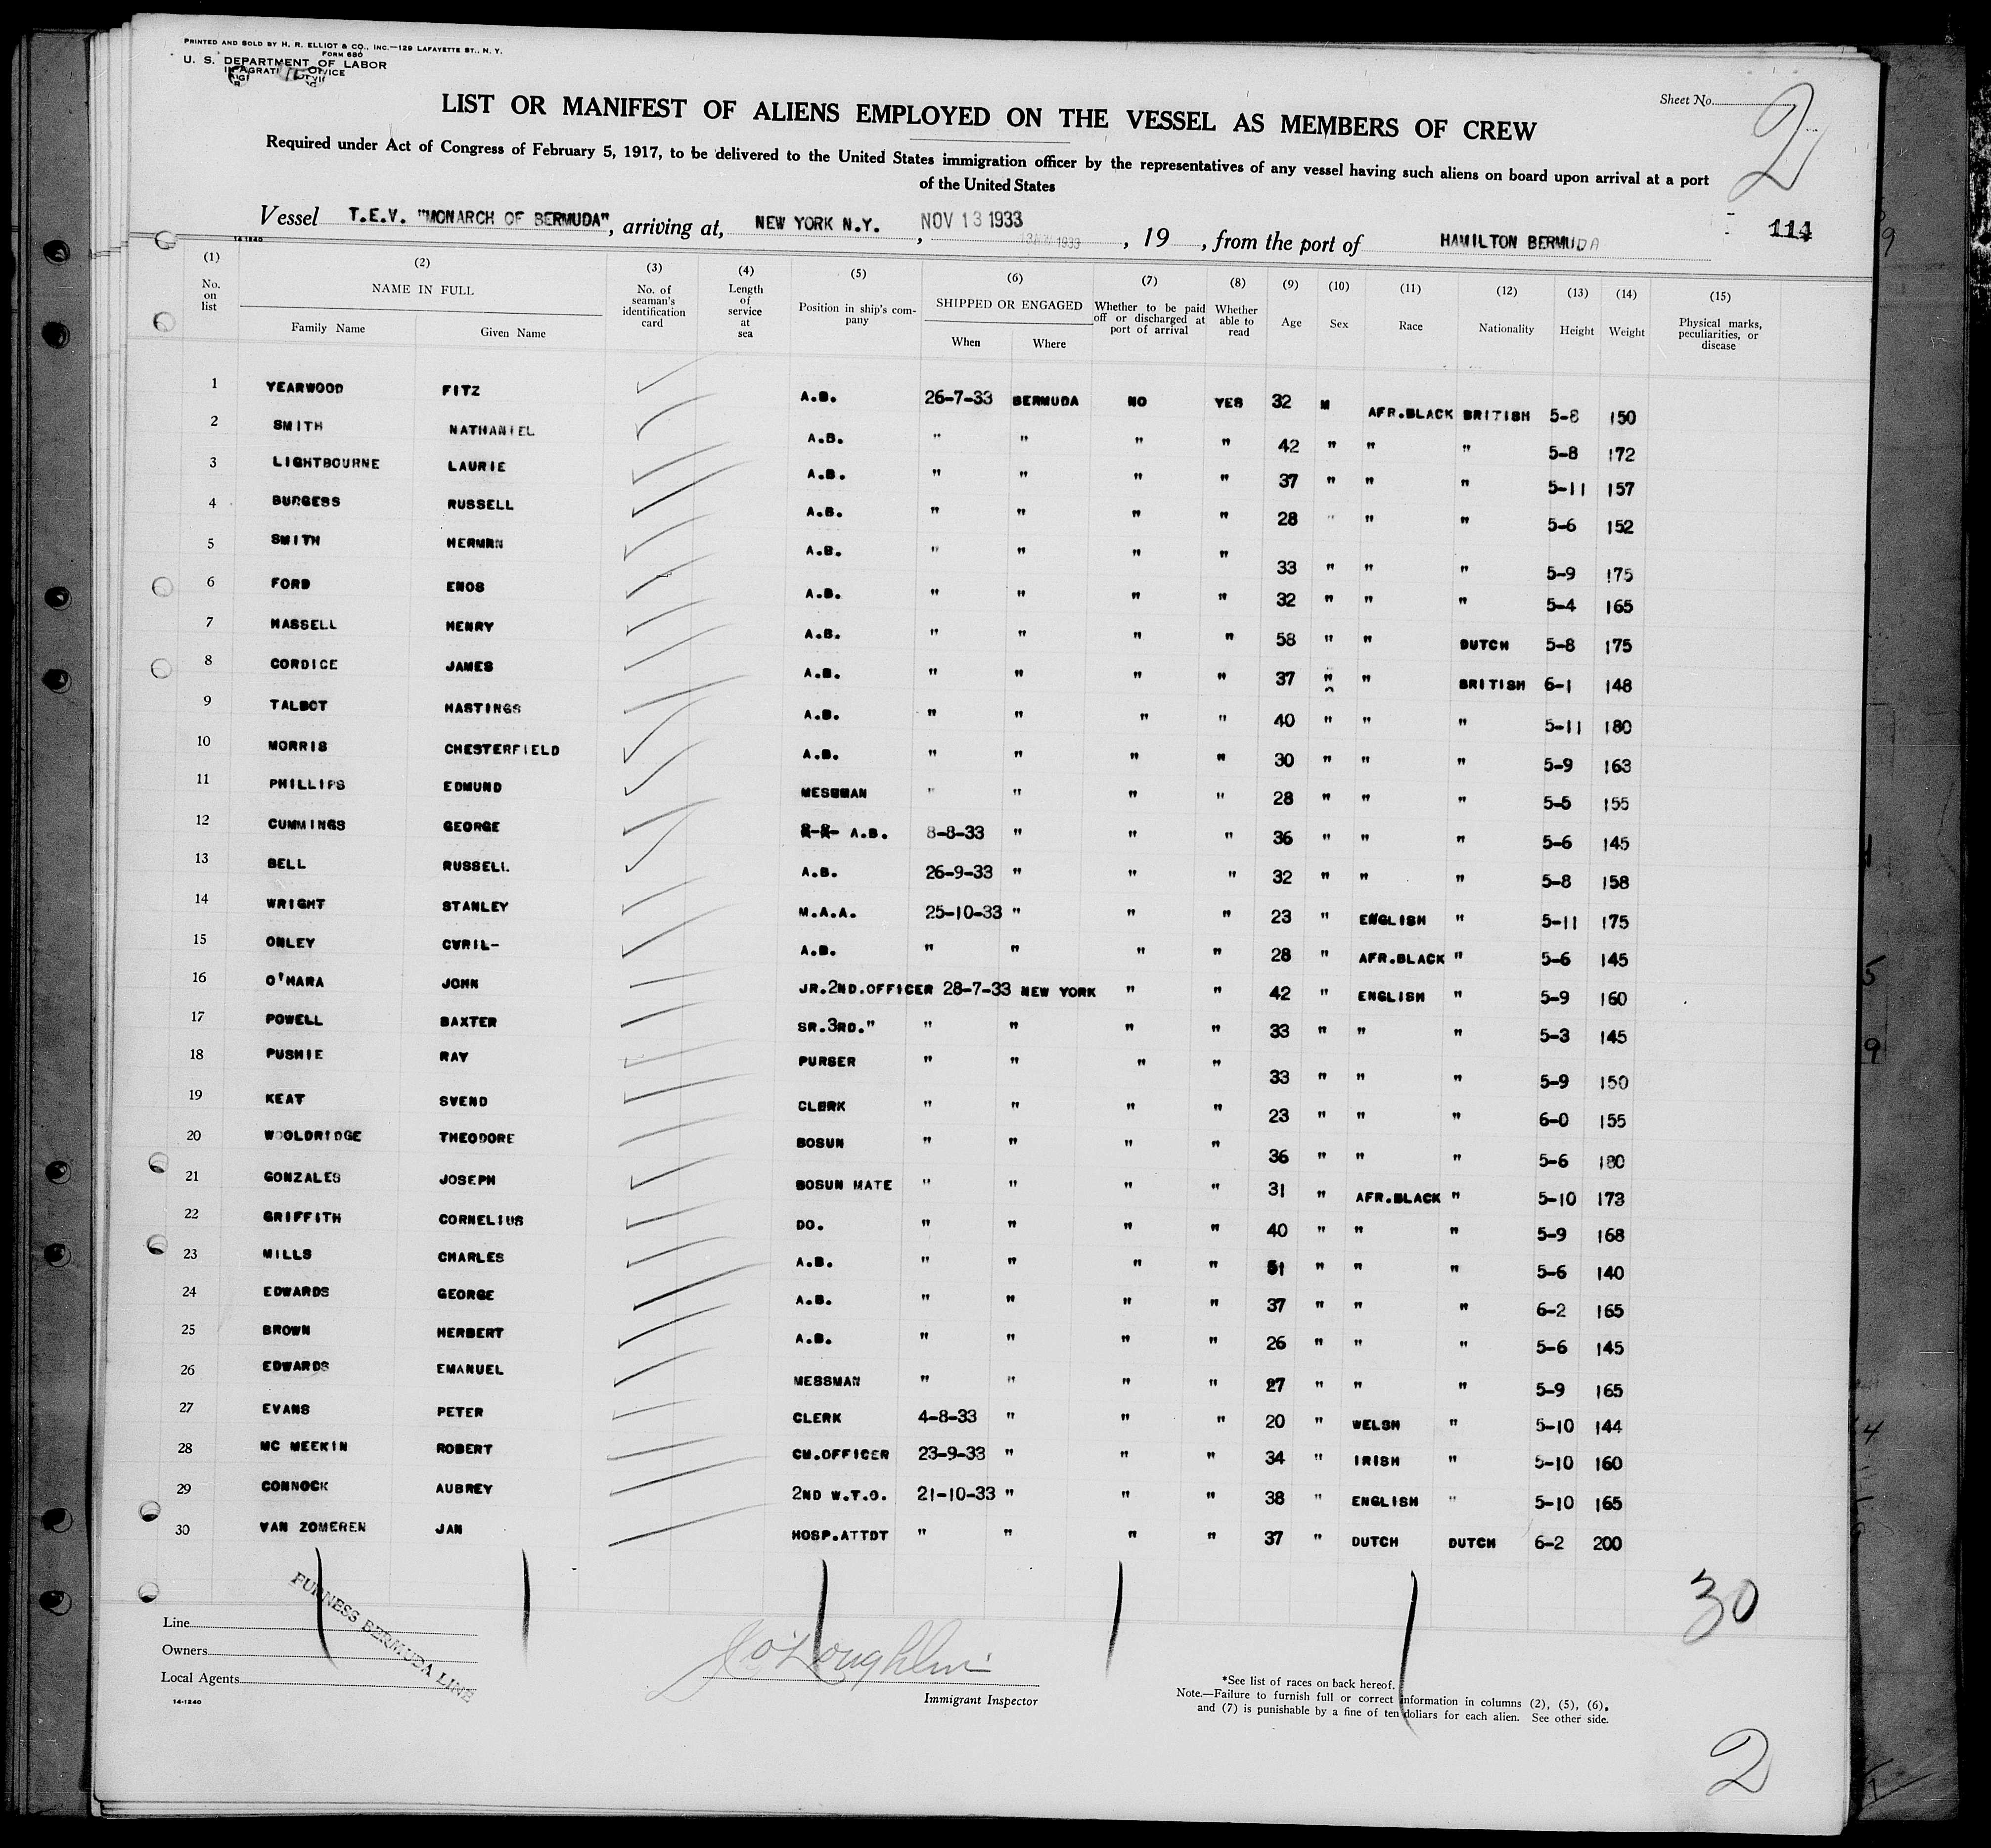 PRINTED AND SOLD BY H. R. ELLIOT & CO., INC.—129 LAFAYETTE ST., N. Y.
FORM 680
U. S. DEPARTMENT OF LABOR
Sheet No. 2
LIST OR MANIFEST OF ALIENS EMPLOYED ON THE VESSEL AS MEMBERS OF CREW
Required under Act of Congress of February 5, 1917, to be delivered to the United States immigration officer by the representatives of any vessel having such aliens on board upon arrival at a port
of the United States
Vessel T.E.V. "MONARCH OF BERMUDA", arriving at, NEW YORK N.Y. , NOV 13 1933 , 19 , from the port of HAMILTON BERMUDA 114
14-1240
(1) (2) (3) (4) (5) (6) (7) (8) (9) (10) (11) (12) (13) (14) (15)
No. on list NAME IN FULL Family Name Given Name No. of seaman's identification card Length of service at sea Position in ship's company SHIPPED OR ENGAGED When Where Whether to be paid off or discharged at port of arrival Whether able to read Age Sex Race Nationality Height Weight Physical marks, peculiarities, or disease
1 YEARWOOD FITZ A.B. 26-7-33 BERMUDA NO YES 32 M AFR.BLACK BRITISH 5-8 150
2 SMITH NATHANIEL A.B. " " " " 42 " " " 5-8 172
3 LIGHTBOURNE LAURIE A.B. " " " " 37 " " " 5-11 157
4 BURGESS RUSSELL A.B. " " " " 28 " " " 5-6 152
5 SMITH HERMAN A.B. " " " " 33 " " " 5-9 175
6 FORD ENOS A.B. " " " " 32 " " " 5-4 165
7 HASSELL HENRY A.B. " " " " 58 " " DUTCH 5-8 175
8 CORDICE JAMES A.B. " " " " 37 " " BRITISH 6-1 148
9 TALBOT HASTINGS A.B. " " " " 40 " " " 5-11 180
10 MORRIS CHESTERFIELD A.B. " " " " 30 " " " 5-9 163
11 PHILLIPS EDMUND MESSMAN " " " " 28 " " " 5-5 155
12 CUMMINGS GEORGE A.B. 8-8-33 " " " 36 " " " 5-6 145
13 BELL RUSSELL A.B. 26-9-33 " " " 32 " " " 5-8 158
14 WRIGHT STANLEY M.A.A. 25-10-33 " " " 23 " ENGLISH " 5-11 175
15 ONLEY CYRIL- A.B. " " " " 28 " AFR.BLACK " 5-6 145
16 O'HARA JOHN JR.2ND.OFFICER 28-7-33 NEW YORK " " 42 " ENGLISH " 5-9 160
17 POWELL BAXTER SR.3RD." " " " " 33 " " " 5-3 145
18 PUSHIE RAY PURSER " " " " 33 " " " 5-9 150
19 KEAT SVEND CLERK " " " " 23 " " " 6-0 155
20 WOOLDRIDGE THEODORE BOSUN " " " " 36 " " " 5-6 180
21 GONZALES JOSEPH BOSUN MATE " " " " 31 " AFR.BLACK " 5-10 173
22 GRIFFITH CORNELIUS DO. " " " " 40 " " " 5-9 168
23 MILLS CHARLES A.B. " " " " 51 " " " 5-6 140
24 EDWARDS GEORGE A.B. " " " " 37 " " " 6-2 165
25 BROWN HERBERT A.B. " " " " 26 " " " 5-6 145
26 EDWARDS EMANUEL MESSMAN " " " " 27 " " " 5-9 165
27 EVANS PETER CLERK 4-8-33 " " " 20 " WELSH " 5-10 144
28 MC MEEKIN ROBERT CH.OFFICER 23-9-33 " " " 34 " IRISH " 5-10 160
29 CONNOCK AUBREY 2ND W.T.O. 21-10-33 " " " 38 " ENGLISH " 5-10 165
30 VAN ZOMEREN JAN HOSP.ATTDT " " " " 37 " DUTCH DUTCH 6-2 200
30
Line
Owners
Local Agents
FURNESS BERMUDA LINE
14-1240
J O'Loughlin
Immigrant Inspector
*See list of races on back hereof.
Note.—Failure to furnish full or correct information in columns (2), (5), (6),
and (7) is punishable by a fine of ten dollars for each alien. See other side.
2